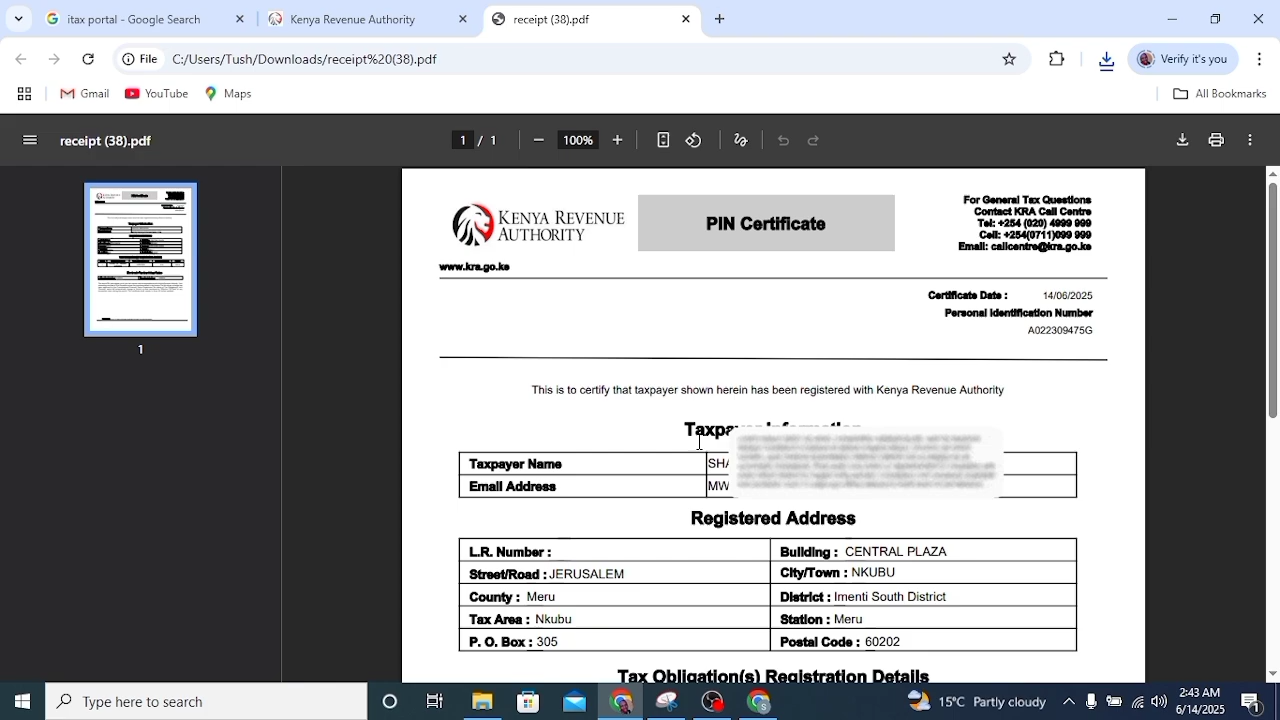 itax portal - Google Search
Kenya Revenue Authority
receipt (38).pdf
File C:/Users/Tush/Downloads/receipt%20(38).pdf
Verify it's you
Gmail YouTube Maps All Bookmarks
receipt (38).pdf
1 / 1 100%
1
KENYA REVENUE
AUTHORITY
www.kra.go.ke
PIN Certificate
For General Tax Questions
Contact KRA Call Centre
Tel: +254 (020) 4999 999
Cell: +254(0711)099 999
Email: callcentre@kra.go.ke
Certificate Date : 14/06/2025
Personal Identification Number
A022309475G
This is to certify that taxpayer shown herein has been registered with Kenya Revenue Authority
Taxpayer Information
Taxpayer Name SHA
Email Address MW
Registered Address
L.R. Number : Building : CENTRAL PLAZA
Street/Road : JERUSALEM City/Town : NKUBU
County : Meru District : Imenti South District
Tax Area : Nkubu Station : Meru
P. O. Box : 305 Postal Code : 60202
Tax Obligation(s) Registration Details
Type here to search
15°C Partly cloudy
2:46 AM
6/14/2025